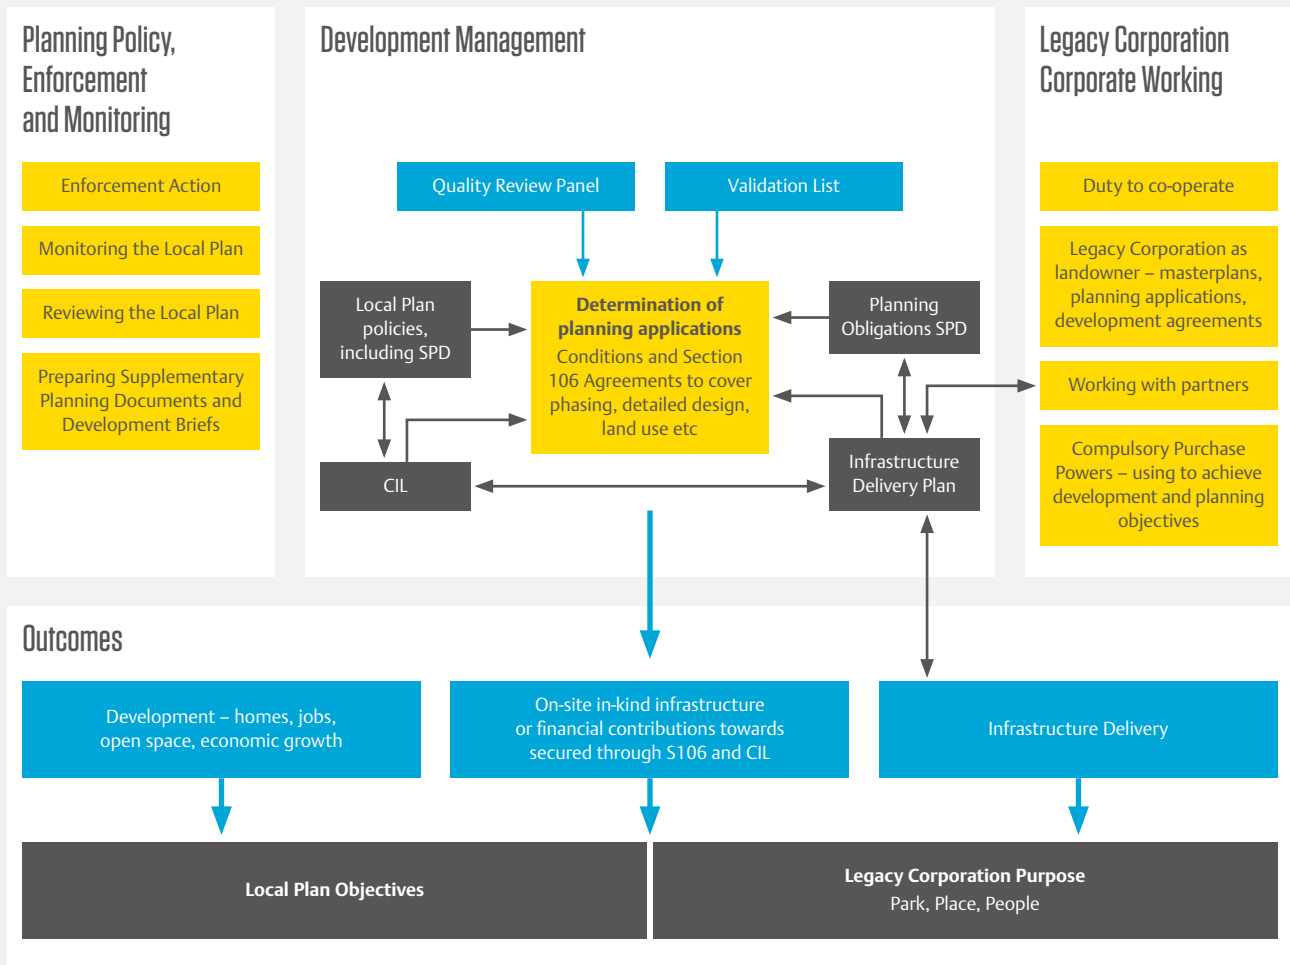 Planning Policy,
Enforcement
and Monitoring
Enforcement Action
Monitoring the Local Plan
Reviewing the Local Plan
Preparing Supplementary
Planning Documents and
Development Briefs
Development Management
Quality Review Panel
Validation List
Local Plan
policies,
including SPD
Determination of
planning applications
Conditions and Section
106 Agreements to cover
phasing, detailed design,
land use etc
Planning
Obligations SPD
CIL
Infrastructure
Delivery Plan
Legacy Corporation
Corporate Working
Duty to co-operate
Legacy Corporation as
landowner – masterplans,
planning applications,
development agreements
Working with partners
Compulsory Purchase
Powers – using to achieve
development and planning
objectives
Outcomes
Development – homes, jobs,
open space, economic growth
On-site in-kind infrastructure
or financial contributions towards
secured through S106 and CIL
Infrastructure Delivery
Local Plan Objectives
Legacy Corporation Purpose
Park, Place, People